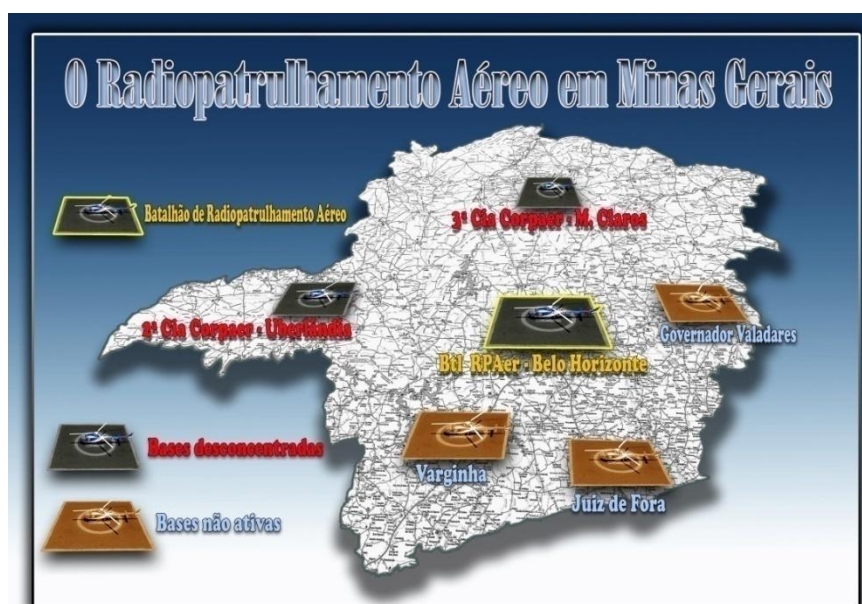 O Radiopatrulhamento Aéreo em Minas Gerais
Batalhão de Radiopatrulhamento Aéreo
3ª Cia Corpaer - M. Claros
2ª Cia Corpaer - Uberlândia
Governador Valadares
Btl RPAer - Belo Horizonte
Bases desconcentradas
Varginha
Juiz de Fora
Bases não ativas